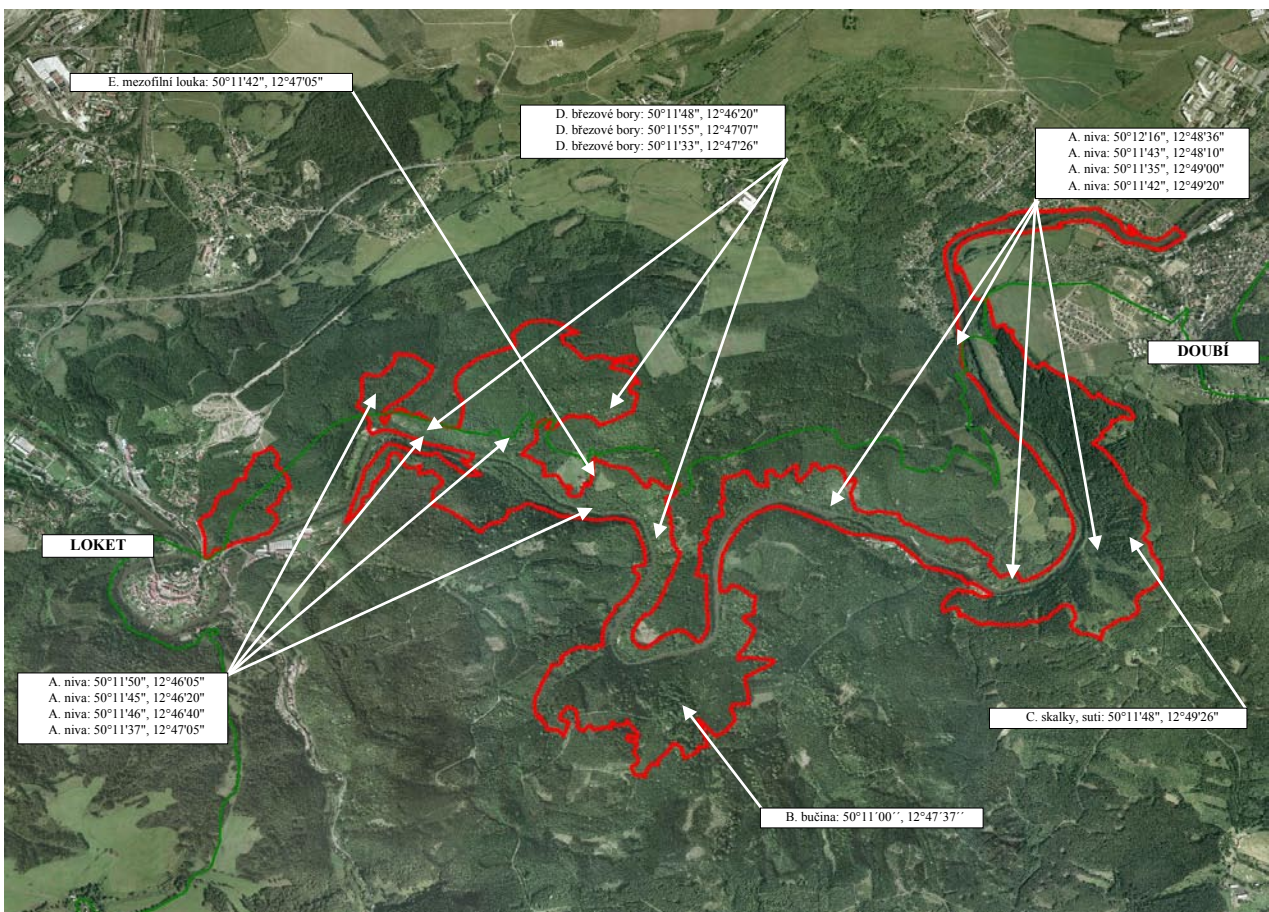 E. mezofilní louka: 50°11'42", 12°47'05"
D. březové bory: 50°11'48", 12°46'20"
D. březové bory: 50°11'55", 12°47'07"
D. březové bory: 50°11'33", 12°47'26"
A. niva: 50°12'16", 12°48'36"
A. niva: 50°11'43", 12°48'10"
A. niva: 50°11'35", 12°49'00"
A. niva: 50°11'42", 12°49'20"
DOUBÍ
LOKET
A. niva: 50°11'50", 12°46'05"
A. niva: 50°11'45", 12°46'20"
A. niva: 50°11'46", 12°46'40"
A. niva: 50°11'37", 12°47'05"
C. skalky, suti: 50°11'48", 12°49'26"
B. bučina: 50°11´00´´, 12°47´37´´